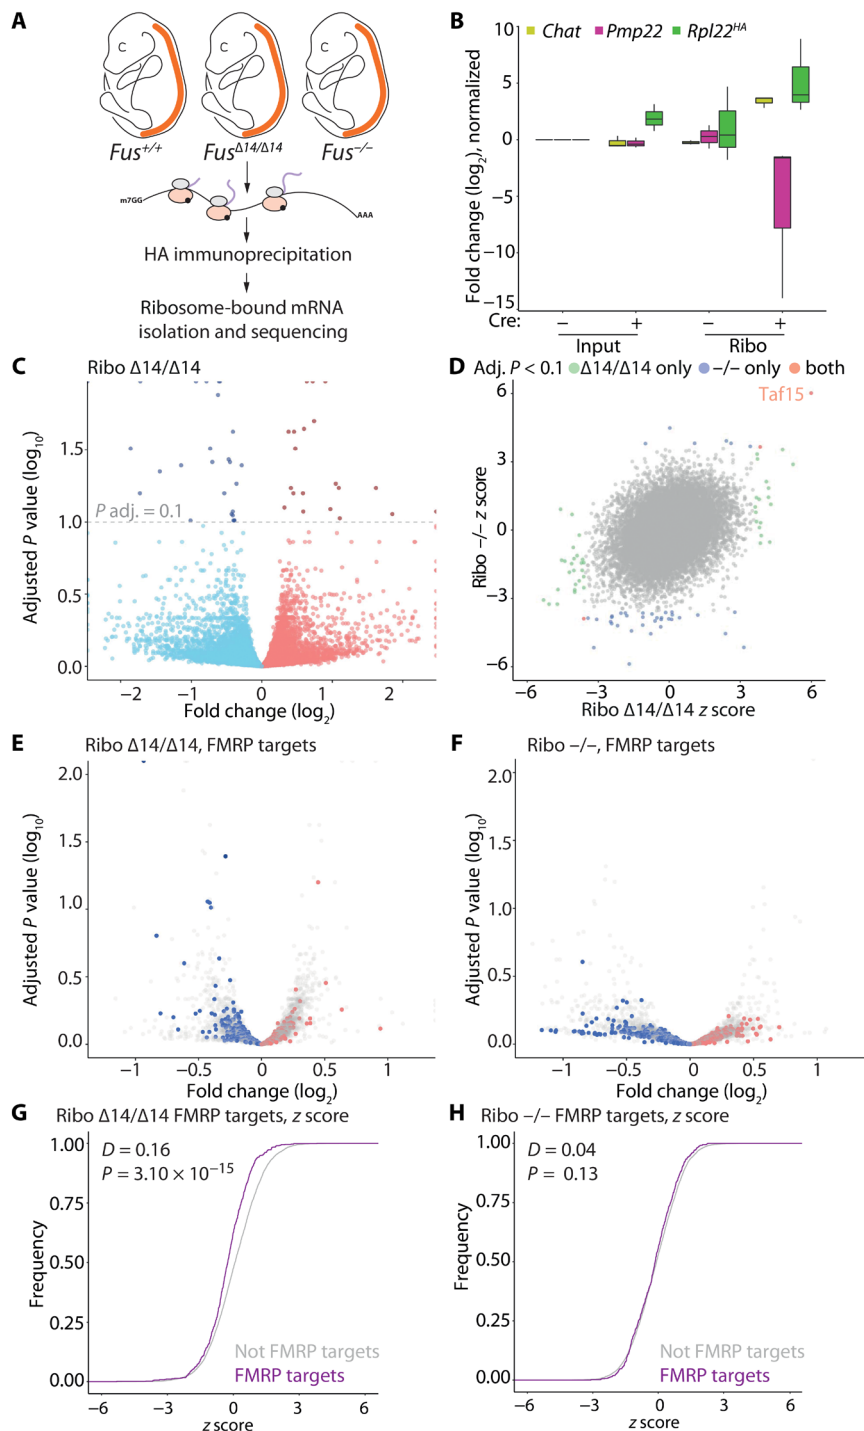 A
Fus+/+
FusΔ14/Δ14
Fus−/−
m7GG
AAA
HA immunoprecipitation
Ribosome-bound mRNA
isolation and sequencing
B
Chat
Pmp22
Rpl22HA
Fold change (log2), normalized
10
5
0
−5
−10
−15
Cre:
−
+
−
+
Input
Ribo
C
Ribo Δ14/Δ14
Adjusted P value (log10)
1.5
P adj. = 0.1
1.0
0.5
0.0
−2
−1
0
1
2
Fold change (log2)
D
Adj. P < 0.1
Δ14/Δ14 only
−/− only
both
Taf15
Ribo −/− z score
6
3
0
−3
−6
−6
−3
0
3
6
Ribo Δ14/Δ14 z score
E
Ribo Δ14/Δ14, FMRP targets
Adjusted P value (log10)
2.0
1.5
1.0
0.5
0.0
−1
−0.5
0
0.5
1
Fold change (log2)
F
Ribo −/−, FMRP targets
Adjusted P value (log10)
2.0
1.5
1.0
0.5
0.0
−1
−0.5
0
0.5
1
Fold change (log2)
G
Ribo Δ14/Δ14 FMRP targets, z score
D = 0.16
P = 3.10 × 10−15
Frequency
1.00
0.75
0.50
0.25
0.00
Not FMRP targets
FMRP targets
−6
−3
0
3
6
z score
H
Ribo −/− FMRP targets, z score
D = 0.04
P = 0.13
Frequency
1.00
0.75
0.50
0.25
0.00
Not FMRP targets
FMRP targets
−6
−3
0
3
6
z score